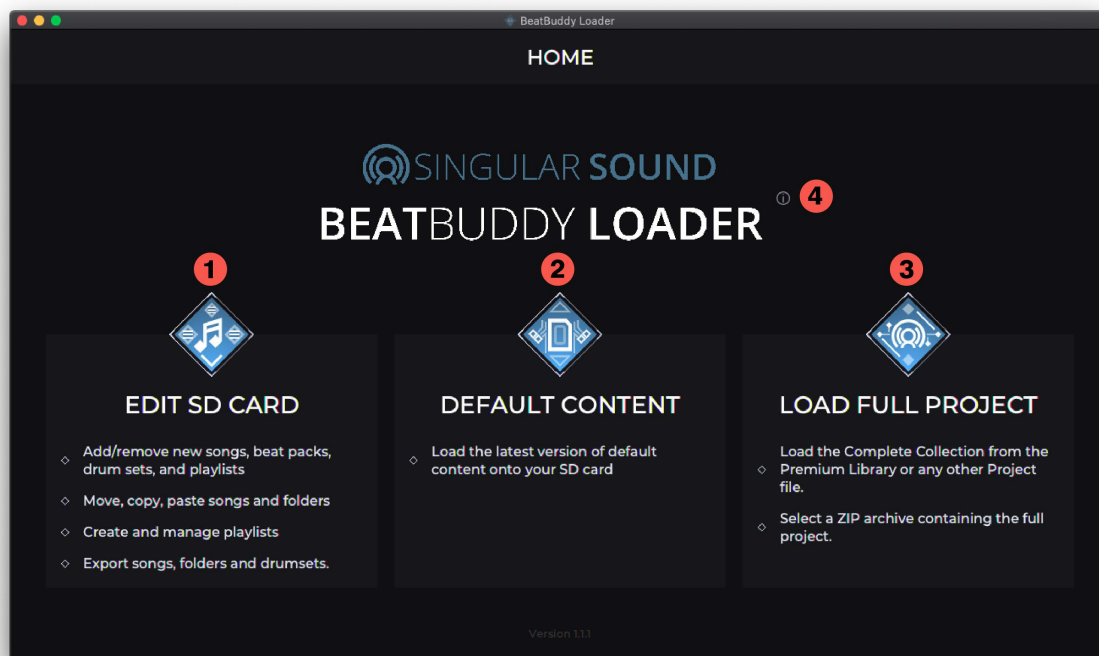 BeatBuddy Loader
HOME
SINGULAR SOUND
BEATBUDDY LOADER
4
1
2
3
EDIT SD CARD
Add/remove new songs, beat packs,
drum sets, and playlists
Move, copy, paste songs and folders
Create and manage playlists
Export songs, folders and drumsets.
DEFAULT CONTENT
Load the latest version of default
content onto your SD card
LOAD FULL PROJECT
Load the Complete Collection from the
Premium Library or any other Project
file.
Select a ZIP archive containing the full
project.
Version 1.1.1